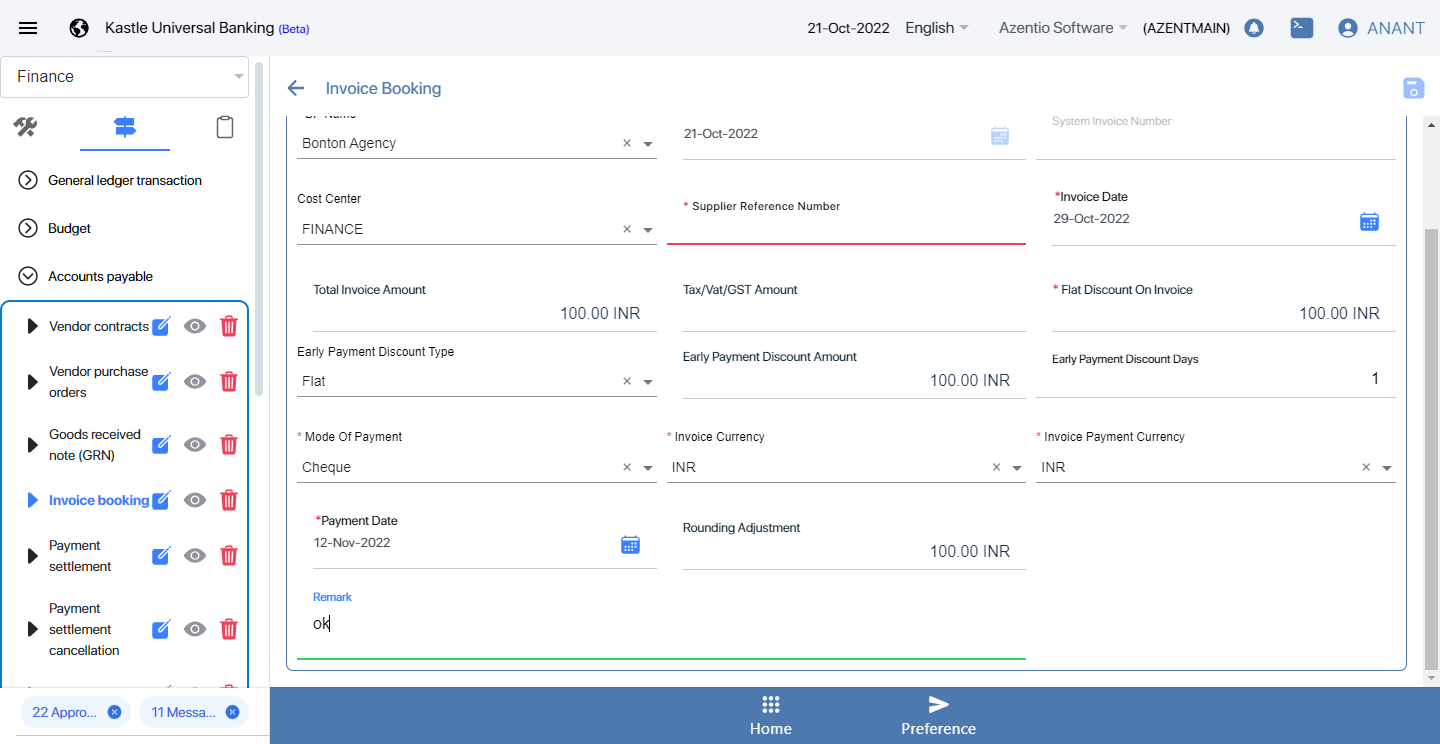 Kastle Universal Banking (Beta)
21-Oct-2022
English
Azentio Software
(AZENTMAIN)
ANANT
Finance
General ledger transaction
Budget
Accounts payable
Vendor contracts
Vendor purchase
orders
Goods received
note (GRN)
Invoice booking
Payment
settlement
Payment
settlement
cancellation
22 Appro...
11 Messa...
Invoice Booking
BP Name
Bonton Agency
21-Oct-2022
System Invoice Number
Cost Center
FINANCE
* Supplier Reference Number
*Invoice Date
29-Oct-2022
Total Invoice Amount
100.00 INR
Tax/Vat/GST Amount
* Flat Discount On Invoice
100.00 INR
Early Payment Discount Type
Flat
Early Payment Discount Amount
100.00 INR
Early Payment Discount Days
1
* Mode Of Payment
Cheque
* Invoice Currency
INR
* Invoice Payment Currency
INR
*Payment Date
12-Nov-2022
Rounding Adjustment
100.00 INR
Remark
ok
Home
Preference